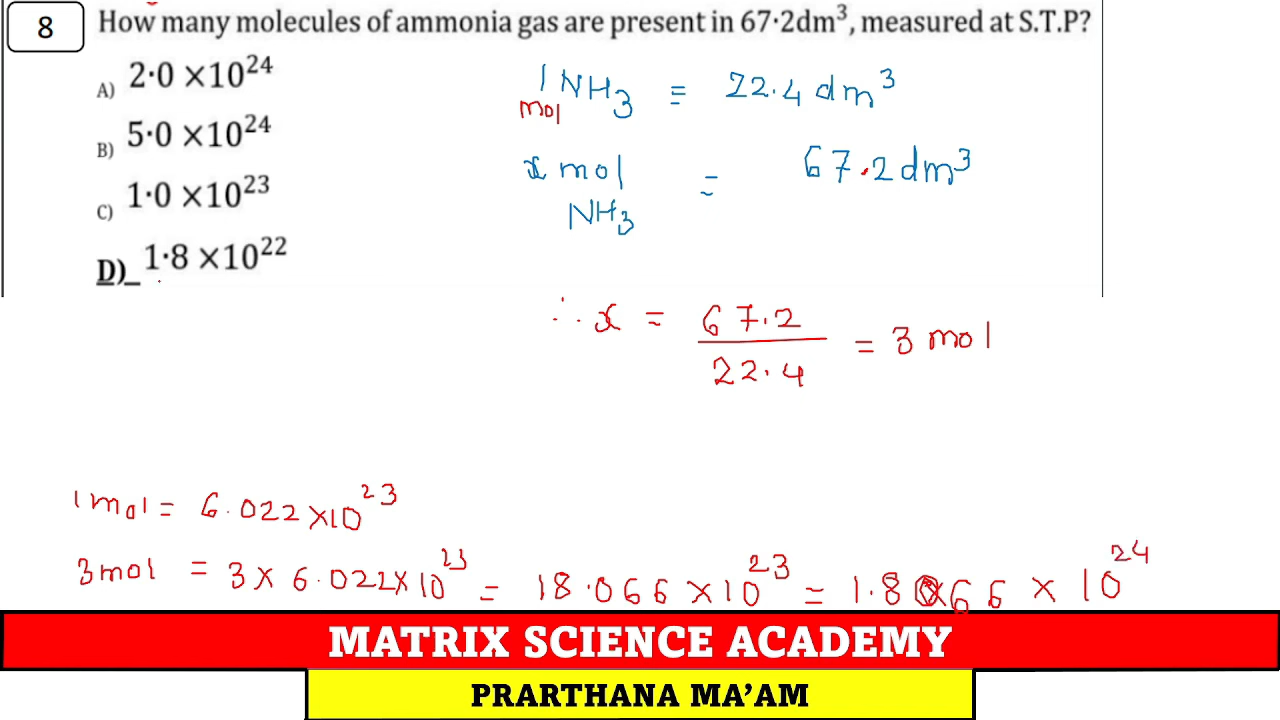 8 How many molecules of ammonia gas are present in 67·2dm³, measured at S.T.P?
A) 2·0 ×10²⁴
B) 5·0 ×10²⁴
C) 1·0 ×10²³
D) 1·8 ×10²²
1 NH₃ ≡ 22.4 dm³
mol
x mol = 67.2 dm³
NH₃
∴ x = 67.2 / 22.4 = 3 mol
1 mol = 6.022 ×10²³
3 mol = 3 × 6.022 ×10²³ = 18.066 ×10²³ = 1.8066 × 10²⁴
MATRIX SCIENCE ACADEMY
PRARTHANA MA’AM